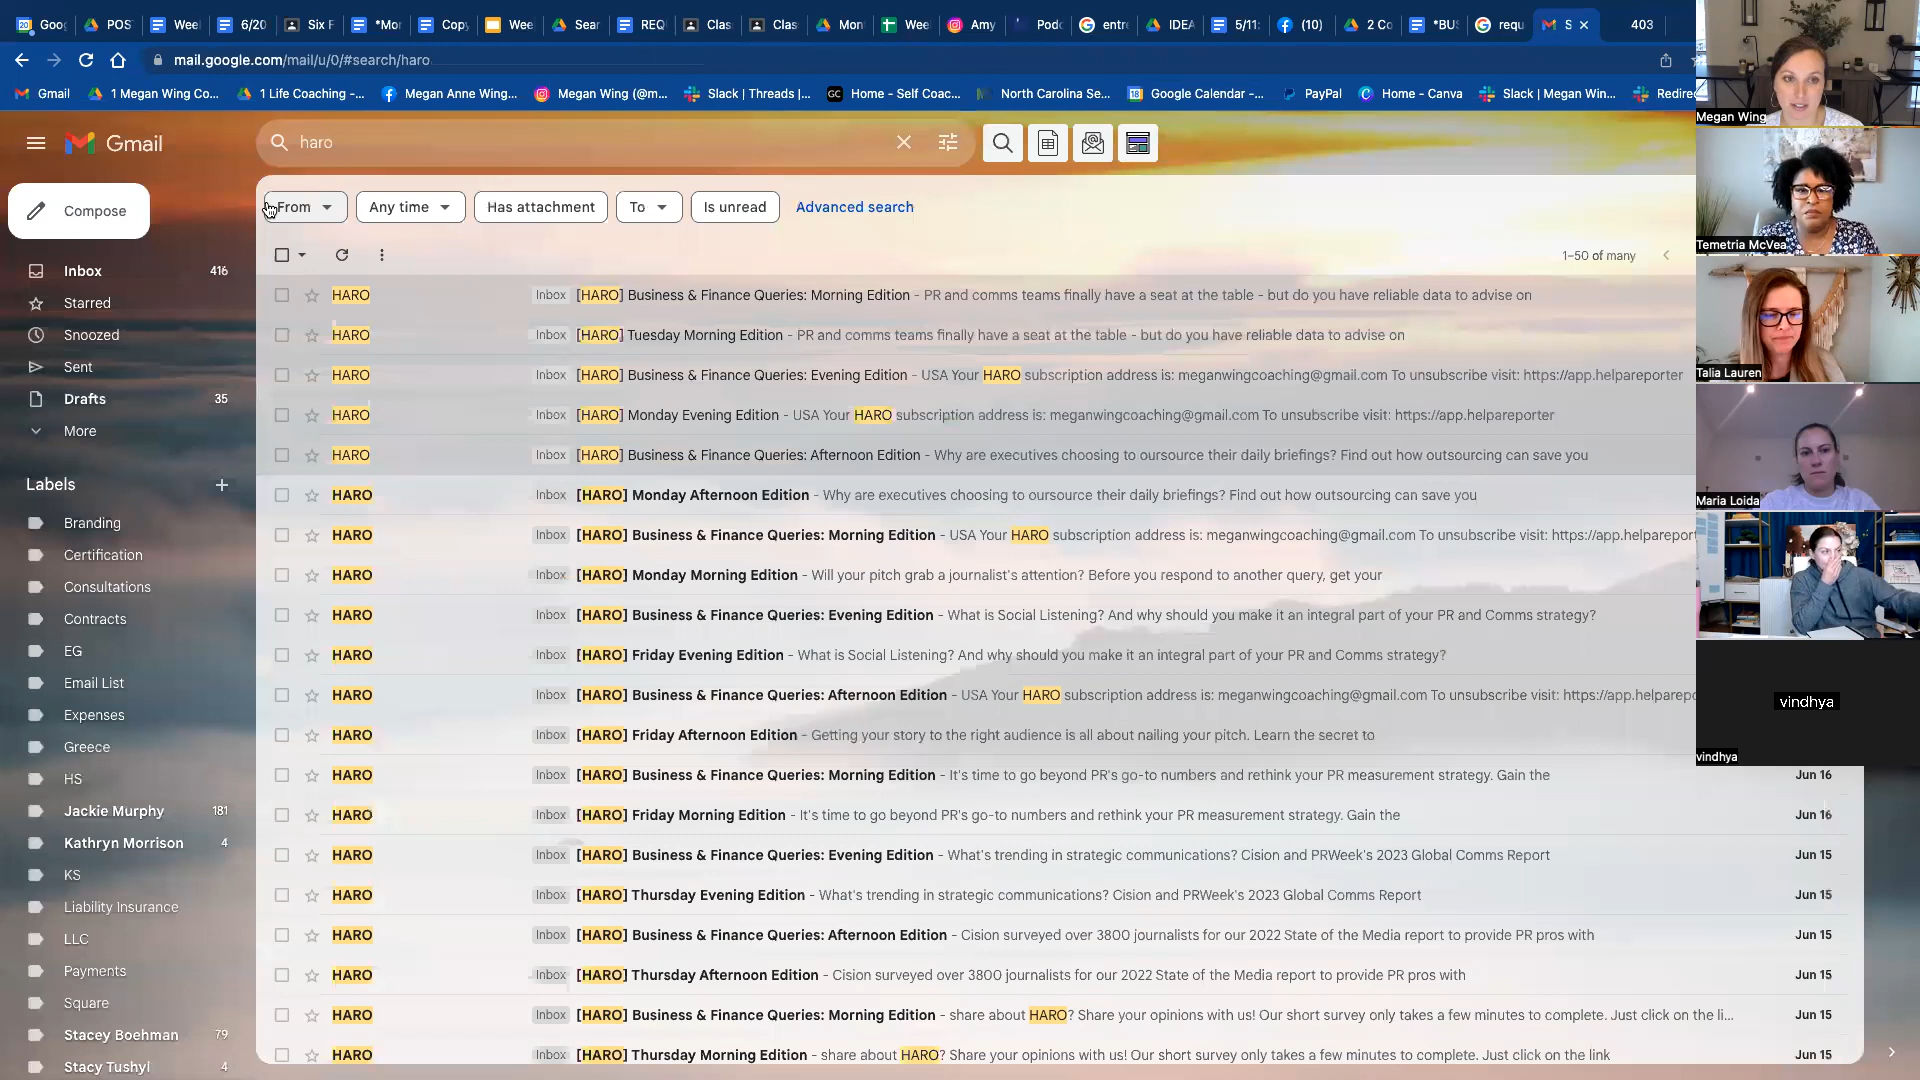 Goog
POS
Weel
6/20
Six F
*Mor
Copy
Wee
Sear
REQ
Clas
Clas
Mon
Wee
Amy
Podc
entre
IDEA
5/11:
(10)
2 Co
*BUS
requ
S
403
mail.google.com/mail/u/0/#search/haro
Gmail
1 Megan Wing Co...
1 Life Coaching -...
Megan Anne Wing...
Megan Wing (@m...
Slack | Threads |...
Home - Self Coac...
North Carolina Se...
Google Calendar -...
PayPal
Home - Canva
Slack | Megan Win...
Redirec
Gmail
haro
Compose
From
Any time
Has attachment
To
Is unread
Advanced search
1–50 of many
Inbox 416
Starred
Snoozed
Sent
Drafts 35
More
Labels
Branding
Certification
Consultations
Contracts
EG
Email List
Expenses
Greece
HS
Jackie Murphy 181
Kathryn Morrison 4
KS
Liability Insurance
LLC
Payments
Square
Stacey Boehman 79
Stacy Tushyl 4
HARO Inbox [HARO] Business & Finance Queries: Morning Edition - PR and comms teams finally have a seat at the table - but do you have reliable data to advise on
HARO Inbox [HARO] Tuesday Morning Edition - PR and comms teams finally have a seat at the table - but do you have reliable data to advise on
HARO Inbox [HARO] Business & Finance Queries: Evening Edition - USA Your HARO subscription address is: meganwingcoaching@gmail.com To unsubscribe visit: https://app.helpareporter
HARO Inbox [HARO] Monday Evening Edition - USA Your HARO subscription address is: meganwingcoaching@gmail.com To unsubscribe visit: https://app.helpareporter
HARO Inbox [HARO] Business & Finance Queries: Afternoon Edition - Why are executives choosing to oursource their daily briefings? Find out how outsourcing can save you
HARO Inbox [HARO] Monday Afternoon Edition - Why are executives choosing to oursource their daily briefings? Find out how outsourcing can save you
HARO Inbox [HARO] Business & Finance Queries: Morning Edition - USA Your HARO subscription address is: meganwingcoaching@gmail.com To unsubscribe visit: https://app.helparepor
HARO Inbox [HARO] Monday Morning Edition - Will your pitch grab a journalist's attention? Before you respond to another query, get your
HARO Inbox [HARO] Business & Finance Queries: Evening Edition - What is Social Listening? And why should you make it an integral part of your PR and Comms strategy?
HARO Inbox [HARO] Friday Evening Edition - What is Social Listening? And why should you make it an integral part of your PR and Comms strategy?
HARO Inbox [HARO] Business & Finance Queries: Afternoon Edition - USA Your HARO subscription address is: meganwingcoaching@gmail.com To unsubscribe visit: https://app.helparepo
HARO Inbox [HARO] Friday Afternoon Edition - Getting your story to the right audience is all about nailing your pitch. Learn the secret to
HARO Inbox [HARO] Business & Finance Queries: Morning Edition - It's time to go beyond PR's go-to numbers and rethink your PR measurement strategy. Gain the Jun 16
HARO Inbox [HARO] Friday Morning Edition - It's time to go beyond PR's go-to numbers and rethink your PR measurement strategy. Gain the Jun 16
HARO Inbox [HARO] Business & Finance Queries: Evening Edition - What's trending in strategic communications? Cision and PRWeek's 2023 Global Comms Report Jun 15
HARO Inbox [HARO] Thursday Evening Edition - What's trending in strategic communications? Cision and PRWeek's 2023 Global Comms Report Jun 15
HARO Inbox [HARO] Business & Finance Queries: Afternoon Edition - Cision surveyed over 3800 journalists for our 2022 State of the Media report to provide PR pros with Jun 15
HARO Inbox [HARO] Thursday Afternoon Edition - Cision surveyed over 3800 journalists for our 2022 State of the Media report to provide PR pros with Jun 15
HARO Inbox [HARO] Business & Finance Queries: Morning Edition - share about HARO? Share your opinions with us! Our short survey only takes a few minutes to complete. Just click on the li... Jun 15
HARO Inbox [HARO] Thursday Morning Edition - share about HARO? Share your opinions with us! Our short survey only takes a few minutes to complete. Just click on the link Jun 15
Megan Wing
Temetria McVea
Talia Lauren
Maria Loida
vindhya
vindhya